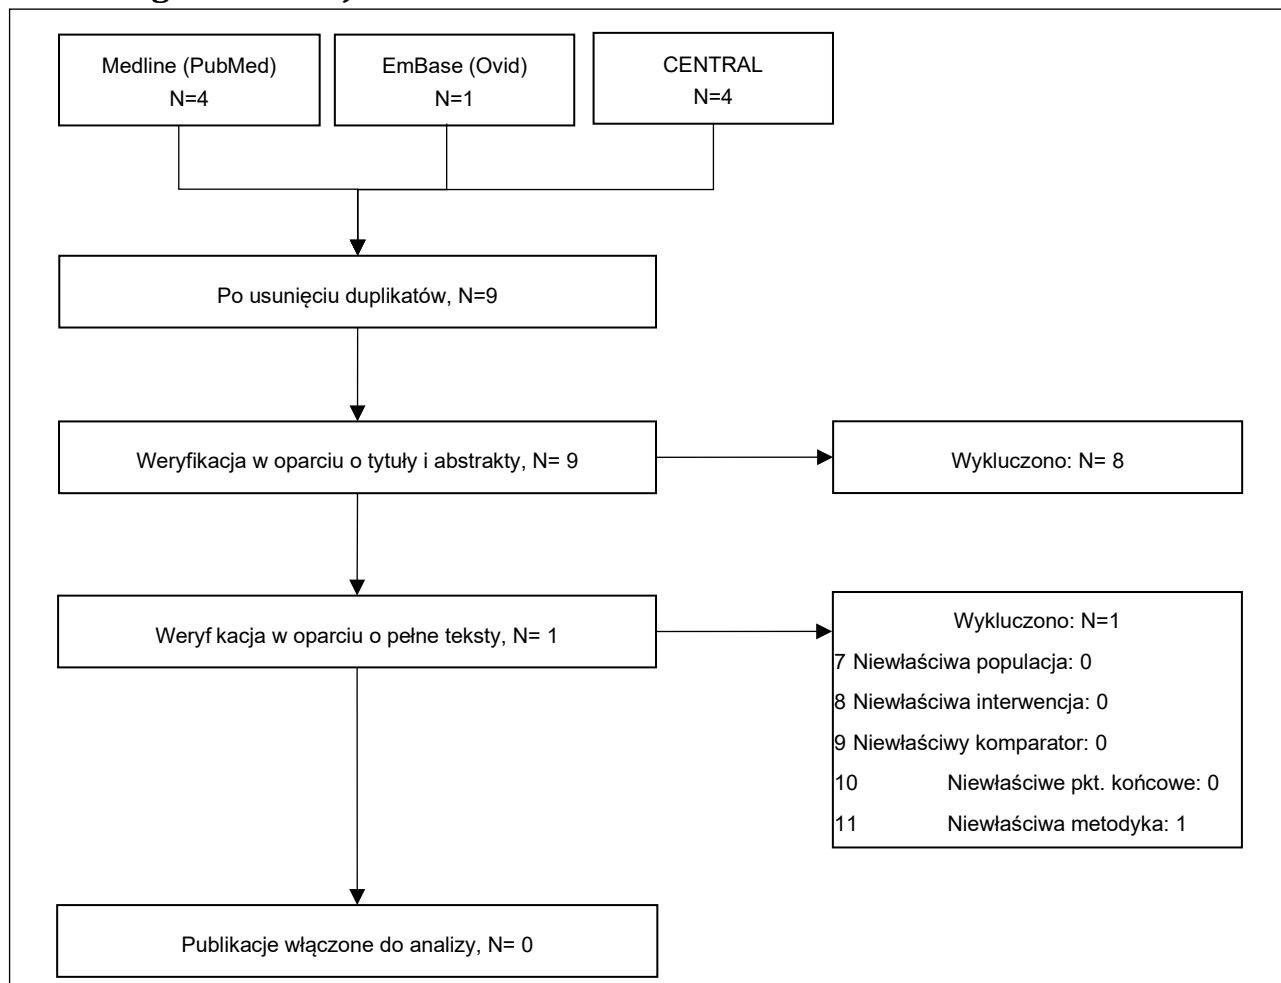 Medline (PubMed)
N=4
EmBase (Ovid)
N=1
CENTRAL
N=4
Po usunięciu duplikatów, N=9
Weryfikacja w oparciu o tytuły i abstrakty, N= 9
Wykluczono: N= 8
Weryf kacja w oparciu o pełne teksty, N= 1
Wykluczono: N=1
7 Niewłaściwa populacja: 0
8 Niewłaściwa interwencja: 0
9 Niewłaściwy komparator: 0
10 Niewłaściwe pkt. końcowe: 0
11 Niewłaściwa metodyka: 1
Publikacje włączone do analizy, N= 0